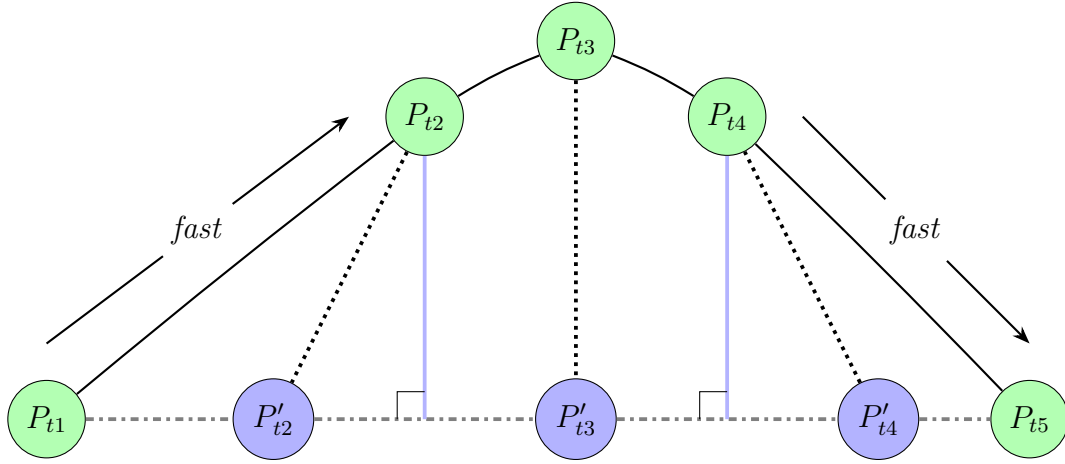 P_{t3}
P_{t2}
P_{t4}
fast
fast
P_{t1}
P'_{t2}
P'_{t3}
P'_{t4}
P_{t5}